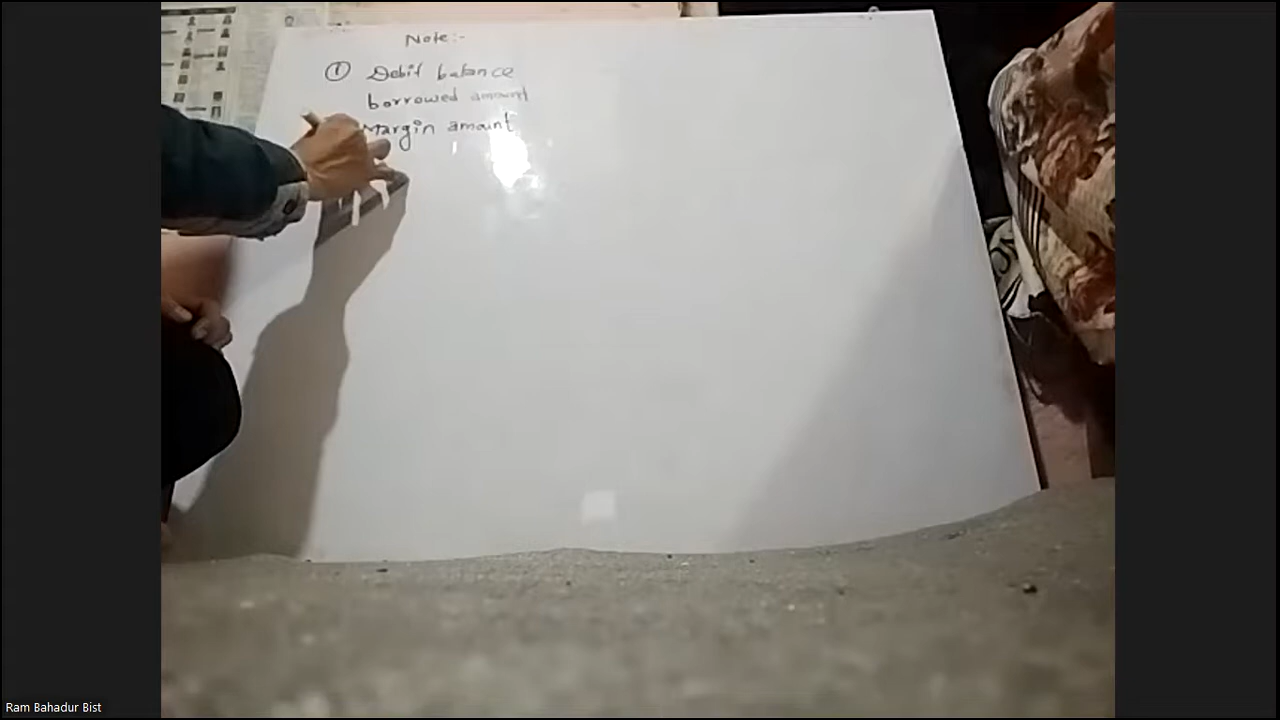 Note:-
① Debit balance
borrowed amount
Margin amount
Ram Bahadur Bist